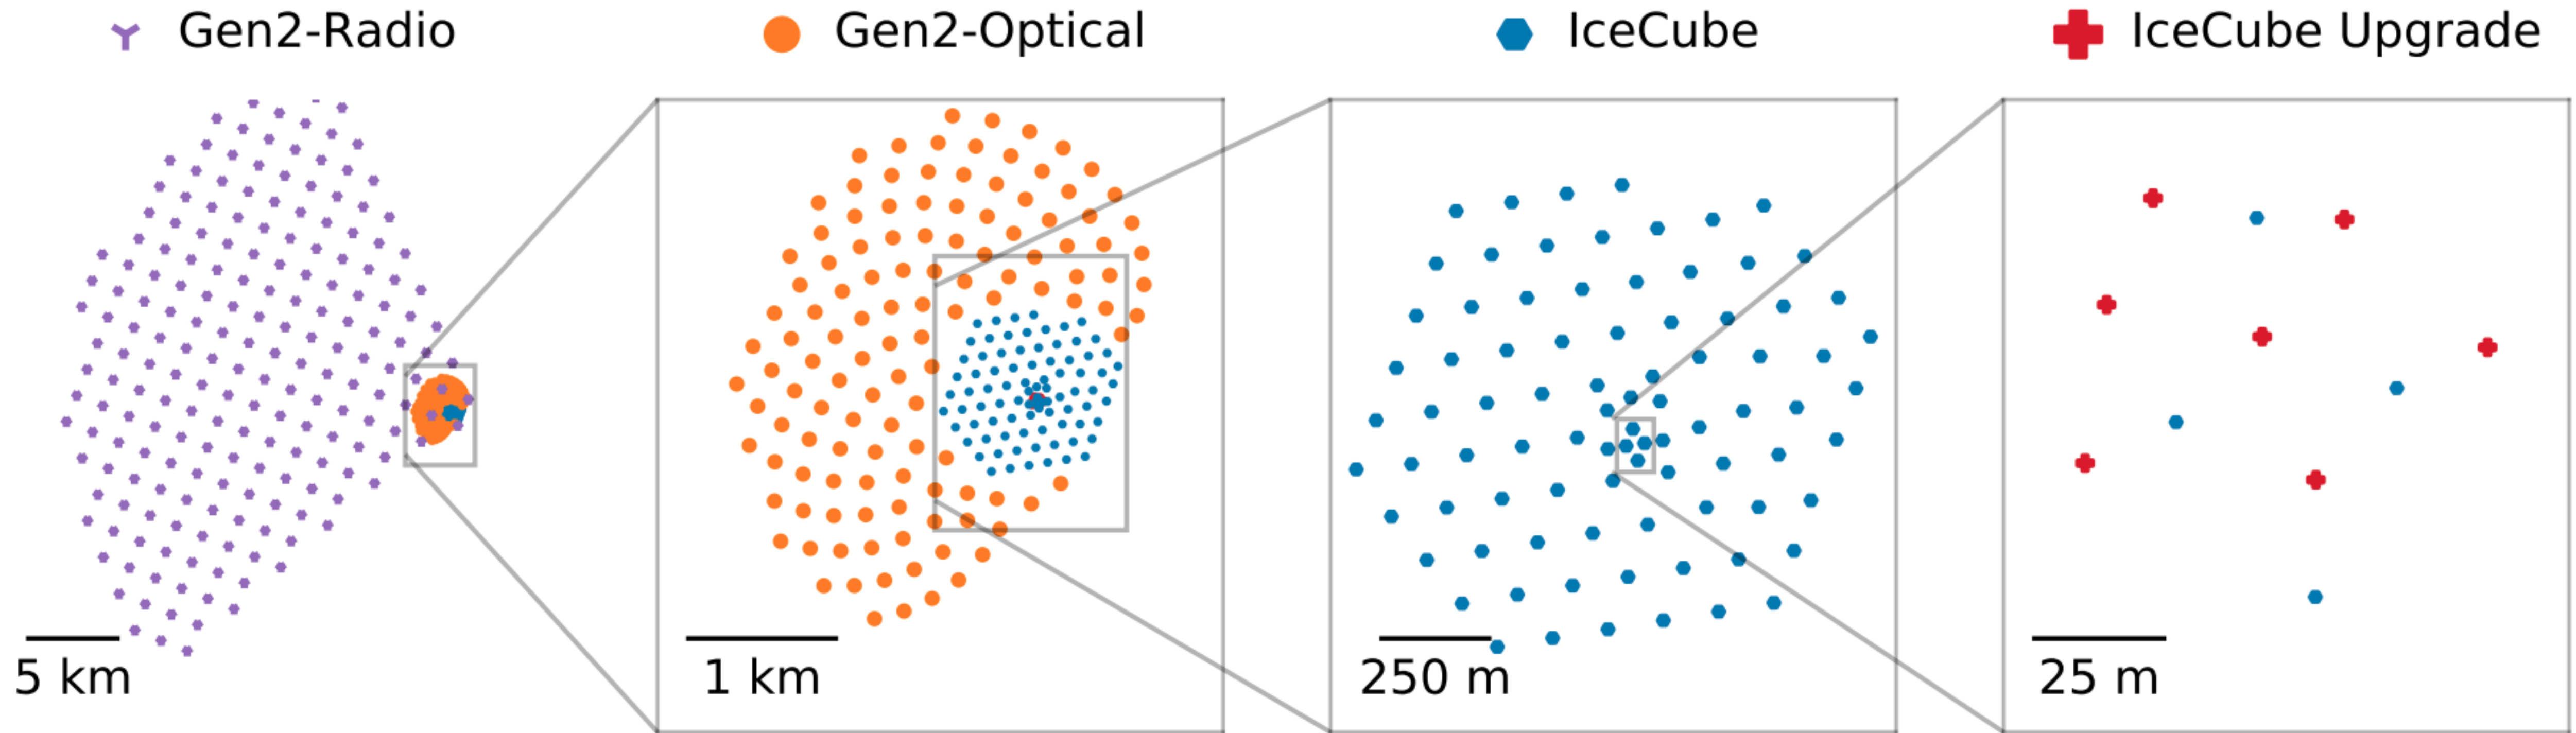 Gen2-Radio
Gen2-Optical
IceCube
IceCube Upgrade
5 km
1 km
250 m
25 m